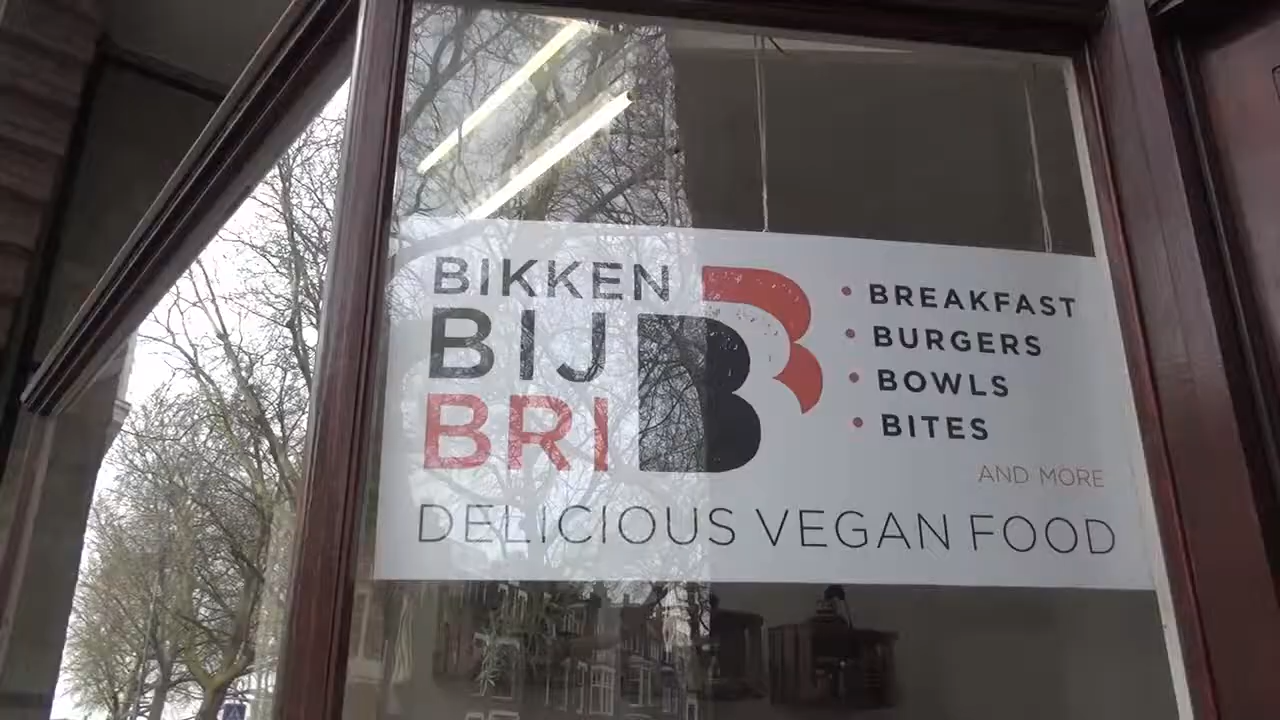 BIKKEN
BIJ
BRI
B
• BREAKFAST
• BURGERS
• BOWLS
• BITES
AND MORE
DELICIOUS VEGAN FOOD